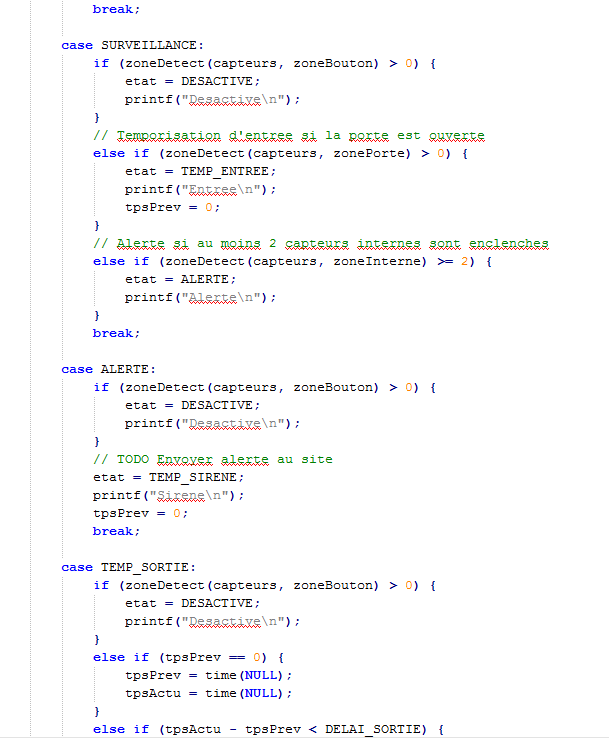 break;
case SURVEILLANCE:
if (zoneDetect(capteurs, zoneBouton) > 0) {
etat = DESACTIVE;
printf("Desactive\n");
}
// Temporisation d'entree si la porte est ouverte
else if (zoneDetect(capteurs, zonePorte) > 0) {
etat = TEMP_ENTREE;
printf("Entree\n");
tpsPrev = 0;
}
// Alerte si au moins 2 capteurs internes sont enclenches
else if (zoneDetect(capteurs, zoneInterne) >= 2) {
etat = ALERTE;
printf("Alerte\n");
}
break;
case ALERTE:
if (zoneDetect(capteurs, zoneBouton) > 0) {
etat = DESACTIVE;
printf("Desactive\n");
}
// TODO Envoyer alerte au site
etat = TEMP_SIRENE;
printf("Sirene\n");
tpsPrev = 0;
break;
case TEMP_SORTIE:
if (zoneDetect(capteurs, zoneBouton) > 0) {
etat = DESACTIVE;
printf("Desactive\n");
}
else if (tpsPrev == 0) {
tpsPrev = time(NULL);
tpsActu = time(NULL);
}
else if (tpsActu - tpsPrev < DELAI_SORTIE) {